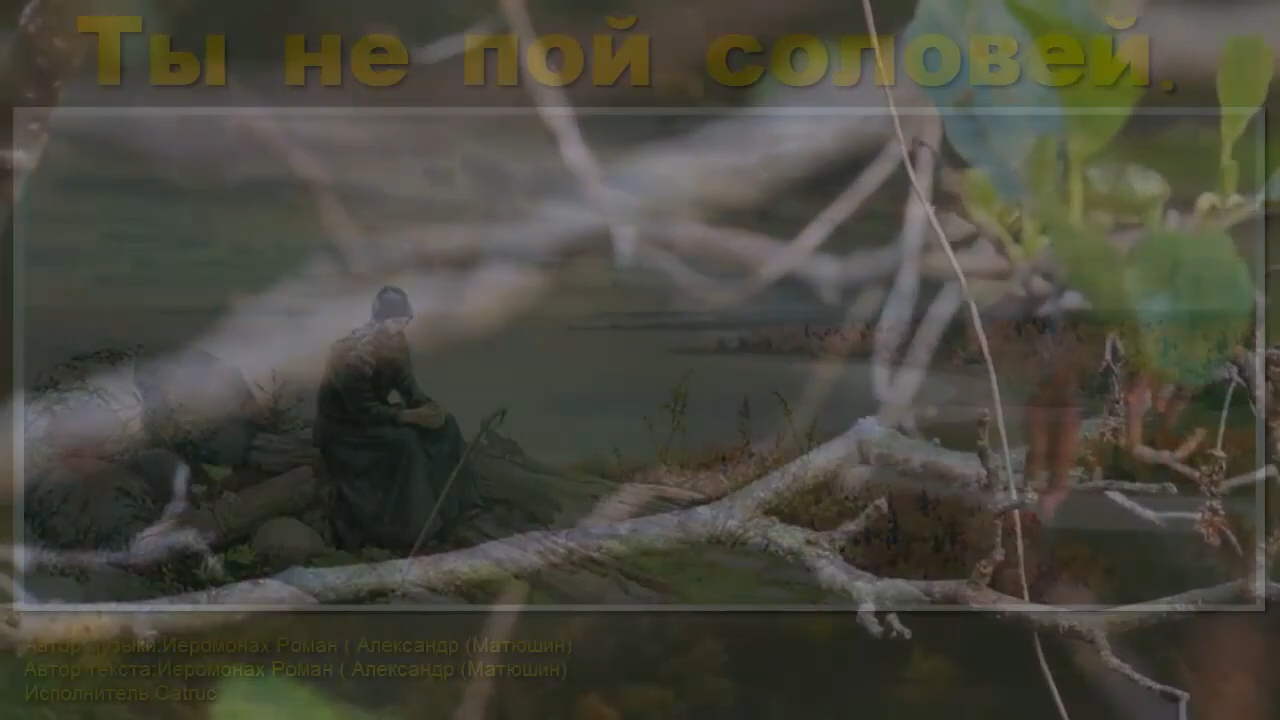 Ты не пой соловей.
Автор музыки:Иеромонах Роман ( Александр (Матюшин)
Автор текста:Иеромонах Роман ( Александр (Матюшин)
Исполнитель Catruc